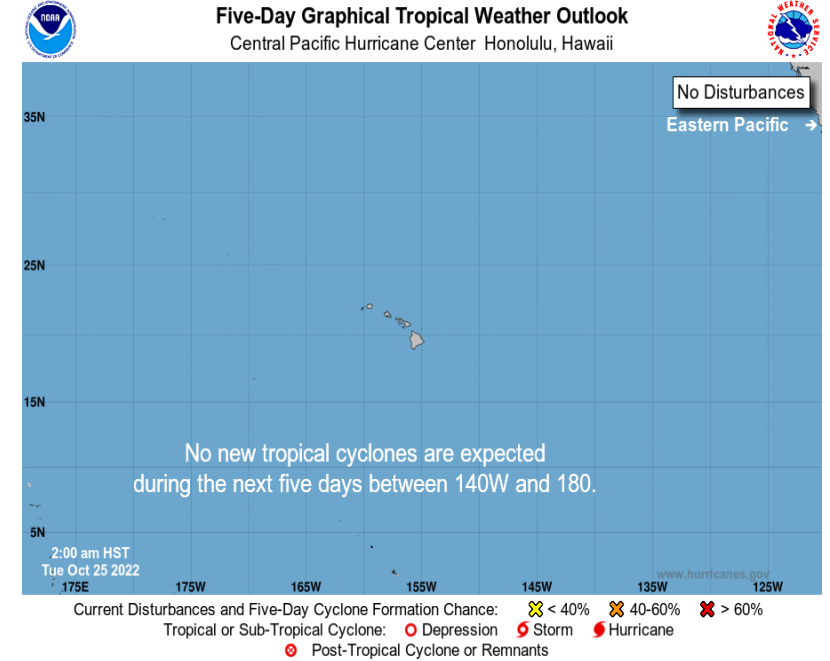 Five-Day Graphical Tropical Weather Outlook
Central Pacific Hurricane Center Honolulu, Hawaii
NOAA
NATIONAL WEATHER SERVICE
No Disturbances
Eastern Pacific →
35N
25N
15N
5N
No new tropical cyclones are expected
during the next five days between 140W and 180.
2:00 am HST
Tue Oct 25 2022
www.hurricanes.gov
175E 175W 165W 155W 145W 135W 125W
Current Disturbances and Five-Day Cyclone Formation Chance: < 40% 40-60% > 60%
Tropical or Sub-Tropical Cyclone: Depression Storm Hurricane
Post-Tropical Cyclone or Remnants